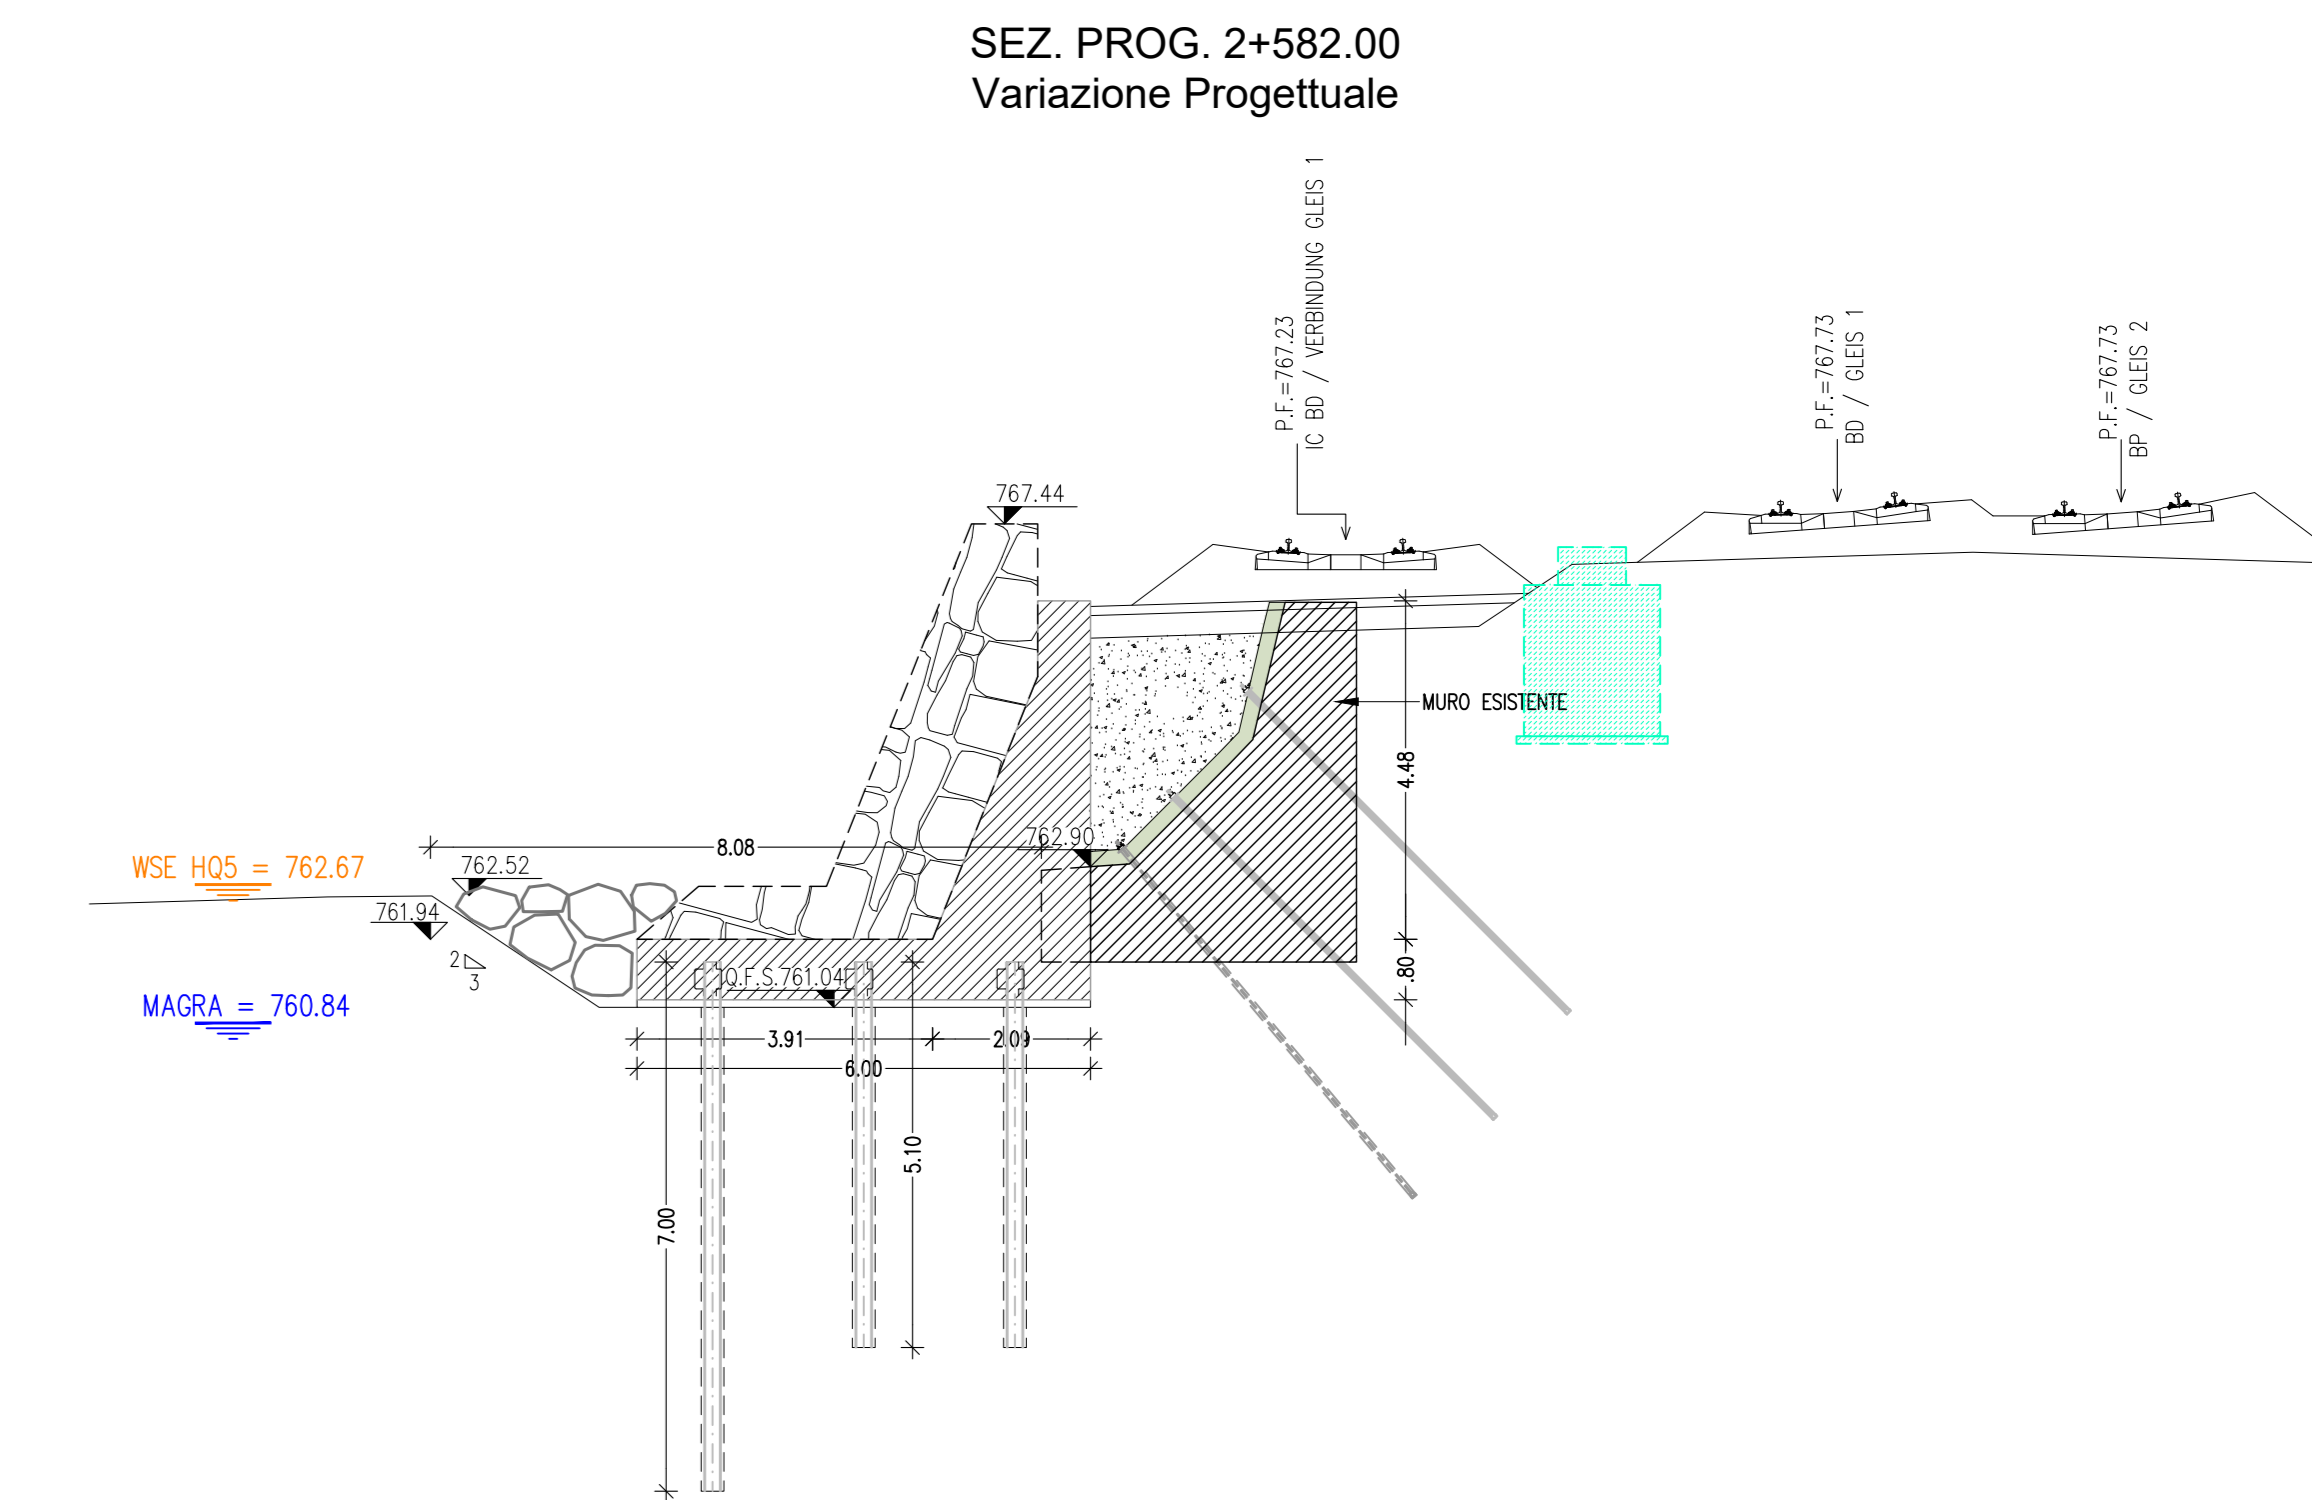 SEZ. PROG. 2+582.00
Variazione Progettuale
P.F.=767.23
IC BD / VERBINDUNG GLEIS 1
P.F.=767.73
BD / GLEIS 1
P.F.=767.73
BP / GLEIS 2
767.44
MURO ESISTENTE
4.48
8.08
762.90
WSE HQ5 = 762.67
762.52
761.94
2
3
Q.F.S.761.04
.80
MAGRA = 760.84
3.91
2.09
6.00
5.10
7.00